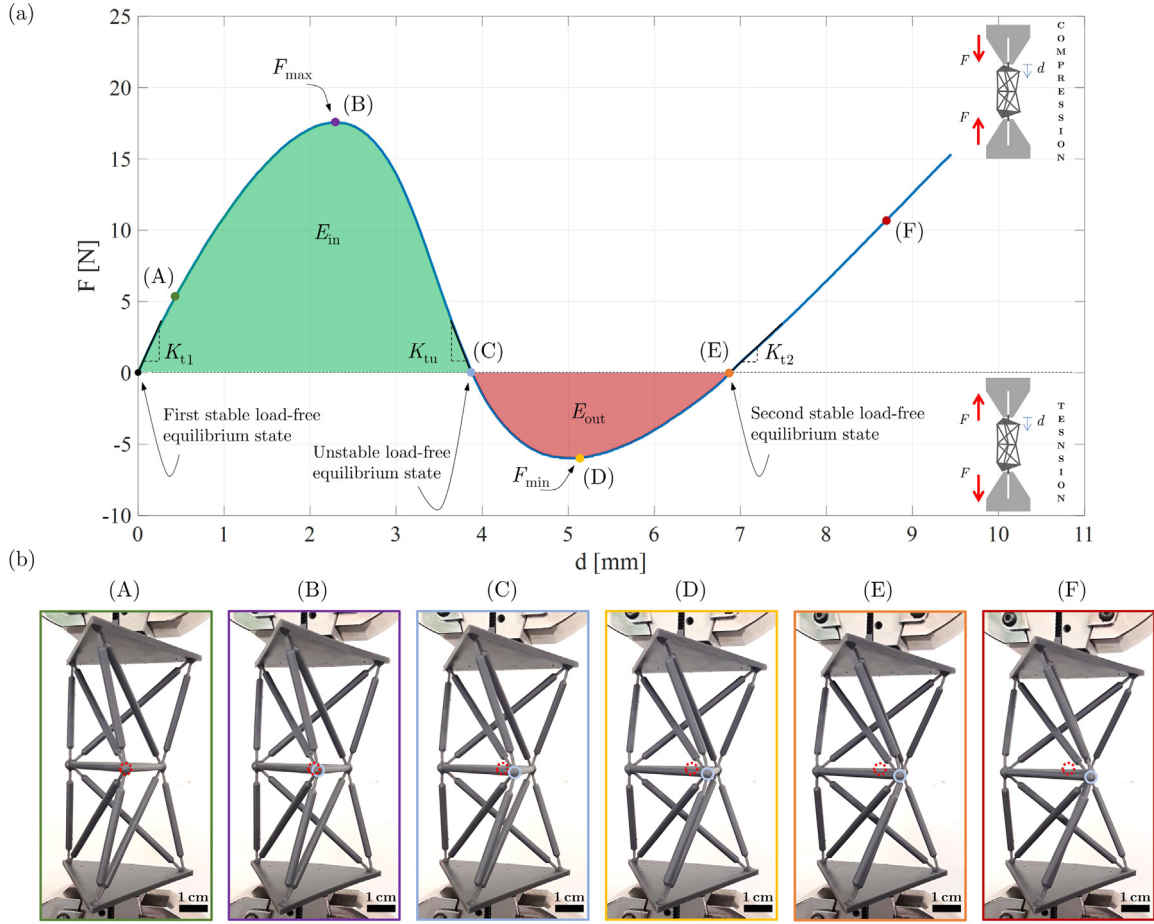 (a)
25
20
15
10
5
0
-5
-10
F [N]
0 1 2 3 4 5 6 7 8 9 10 11
d [mm]
F_max
(B)
E_in
(A)
K_t1
K_tu
(C)
(E)
K_t2
(F)
First stable load-free
equilibrium state
Unstable load-free
equilibrium state
E_out
F_min
(D)
Second stable load-free
equilibrium state
F
d
F
COMPRESSION
F
d
F
TESNSION
(b)
(A) (B) (C) (D) (E) (F)
1 cm 1 cm 1 cm 1 cm 1 cm 1 cm